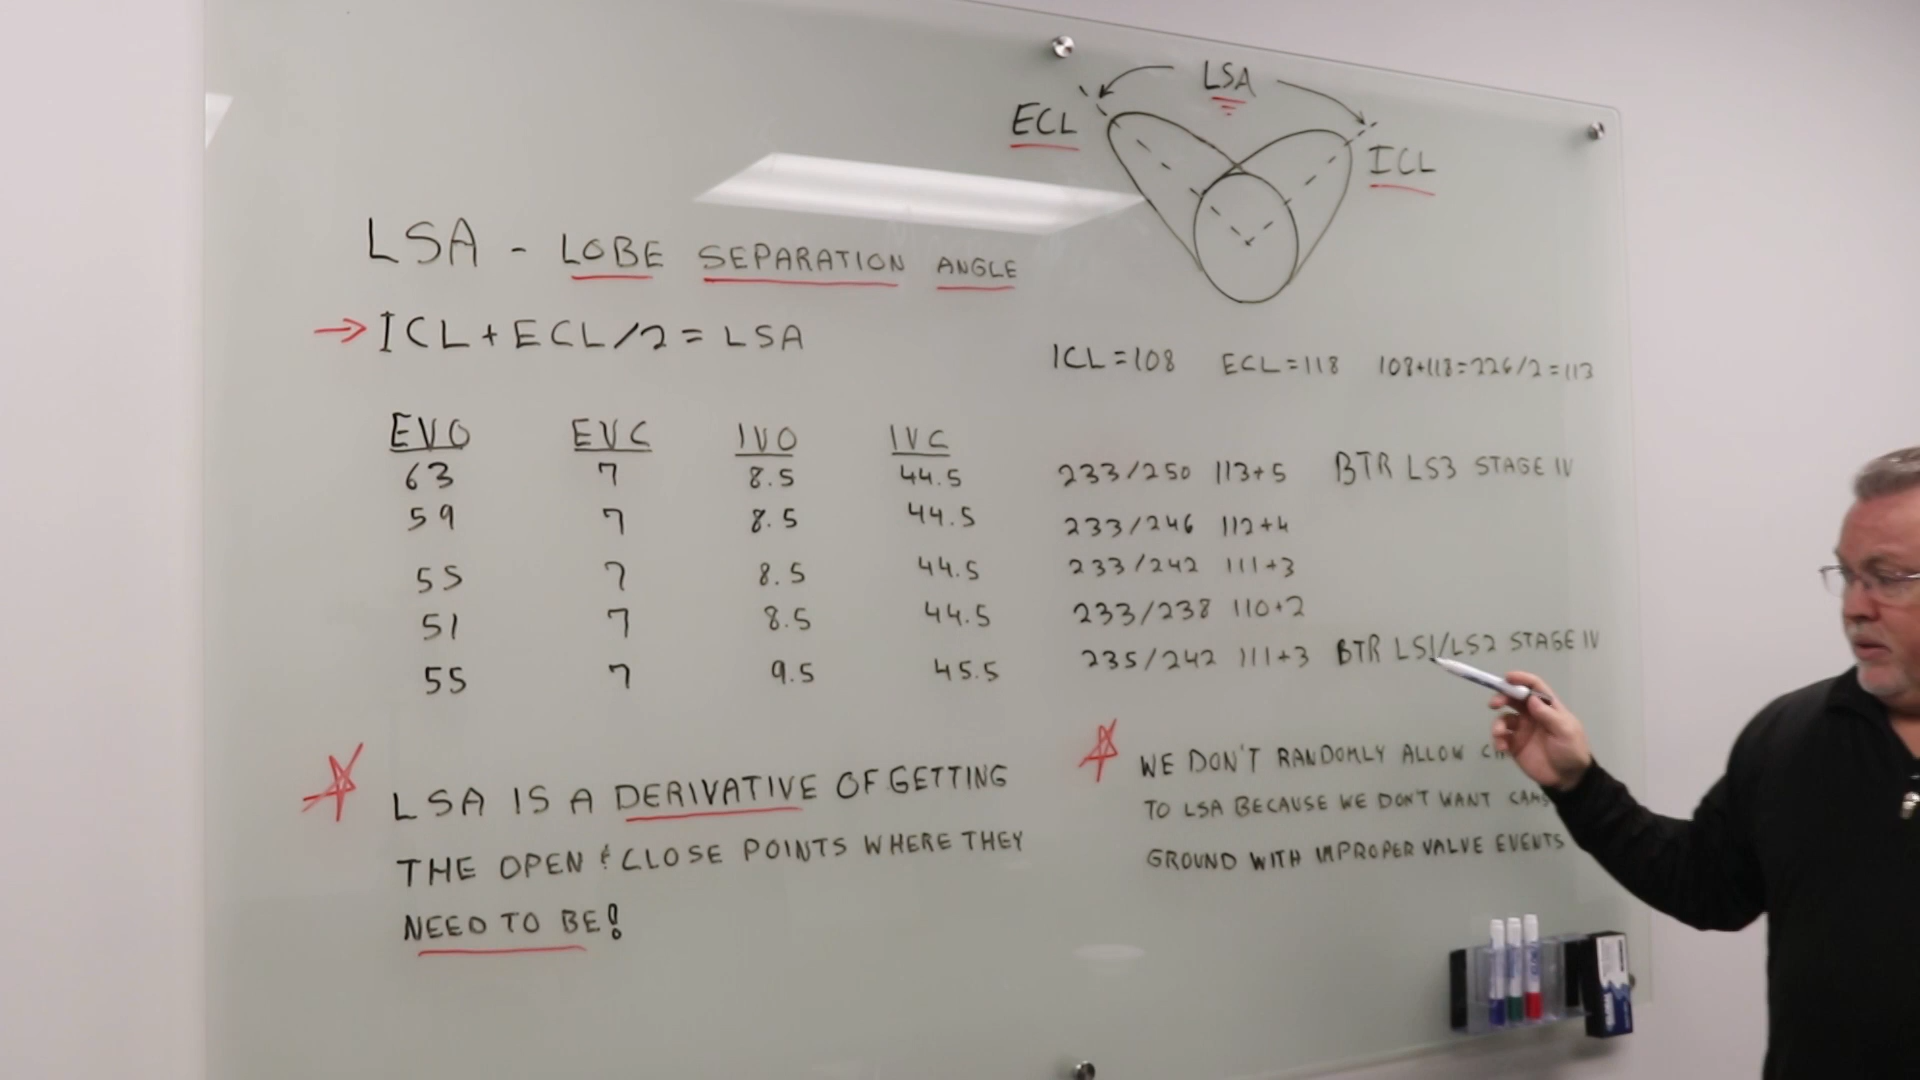 LSA
ECL
ICL
LSA - LOBE SEPARATION ANGLE
→ ICL + ECL/2 = LSA
ICL = 108 ECL = 118 108+118=226/2=113
EVO EVC IVO IVC
63 7 8.5 44.5 233/250 113+5 BTR LS3 STAGE IV
59 7 8.5 44.5 233/246 112+4
55 7 8.5 44.5 233/242 111+3
51 7 8.5 44.5 233/238 110+2
55 7 9.5 45.5 235/242 111+3 BTR LS1/LS2 STAGE IV
LSA IS A DERIVATIVE OF GETTING
THE OPEN & CLOSE POINTS WHERE THEY
NEED TO BE!
WE DON'T RANDOMLY ALLOW
TO LSA BECAUSE WE DON'T WANT CAMS
GROUND WITH IMPROPER VALVE EVENTS